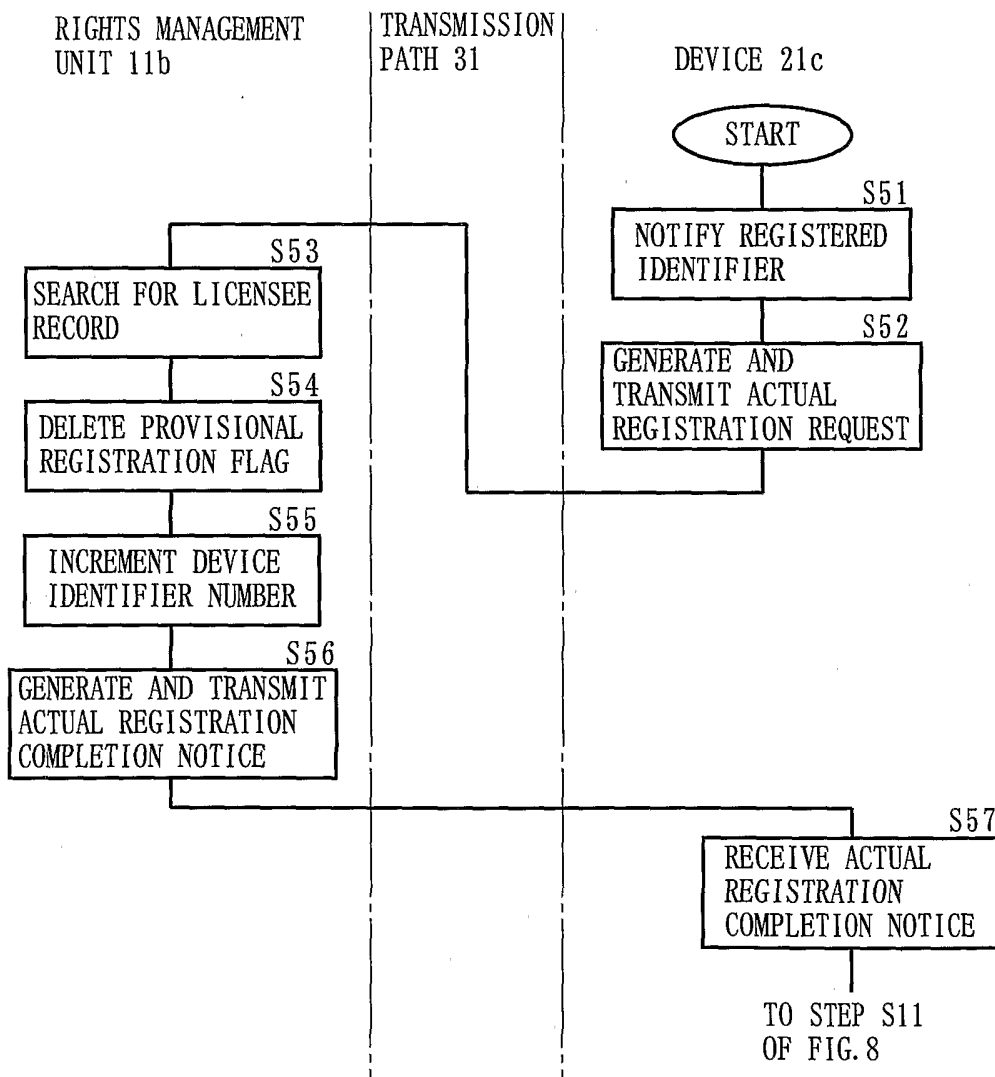 RIGHTS MANAGEMENT
UNIT 11b
TRANSMISSION
PATH 31
DEVICE 21c
START
S51
NOTIFY REGISTERED
IDENTIFIER
S52
GENERATE AND
TRANSMIT ACTUAL
REGISTRATION REQUEST
S53
SEARCH FOR LICENSEE
RECORD
S54
DELETE PROVISIONAL
REGISTRATION FLAG
S55
INCREMENT DEVICE
IDENTIFIER NUMBER
S56
GENERATE AND TRANSMIT
ACTUAL REGISTRATION
COMPLETION NOTICE
S57
RECEIVE ACTUAL
REGISTRATION
COMPLETION NOTICE
TO STEP S11
OF FIG.8